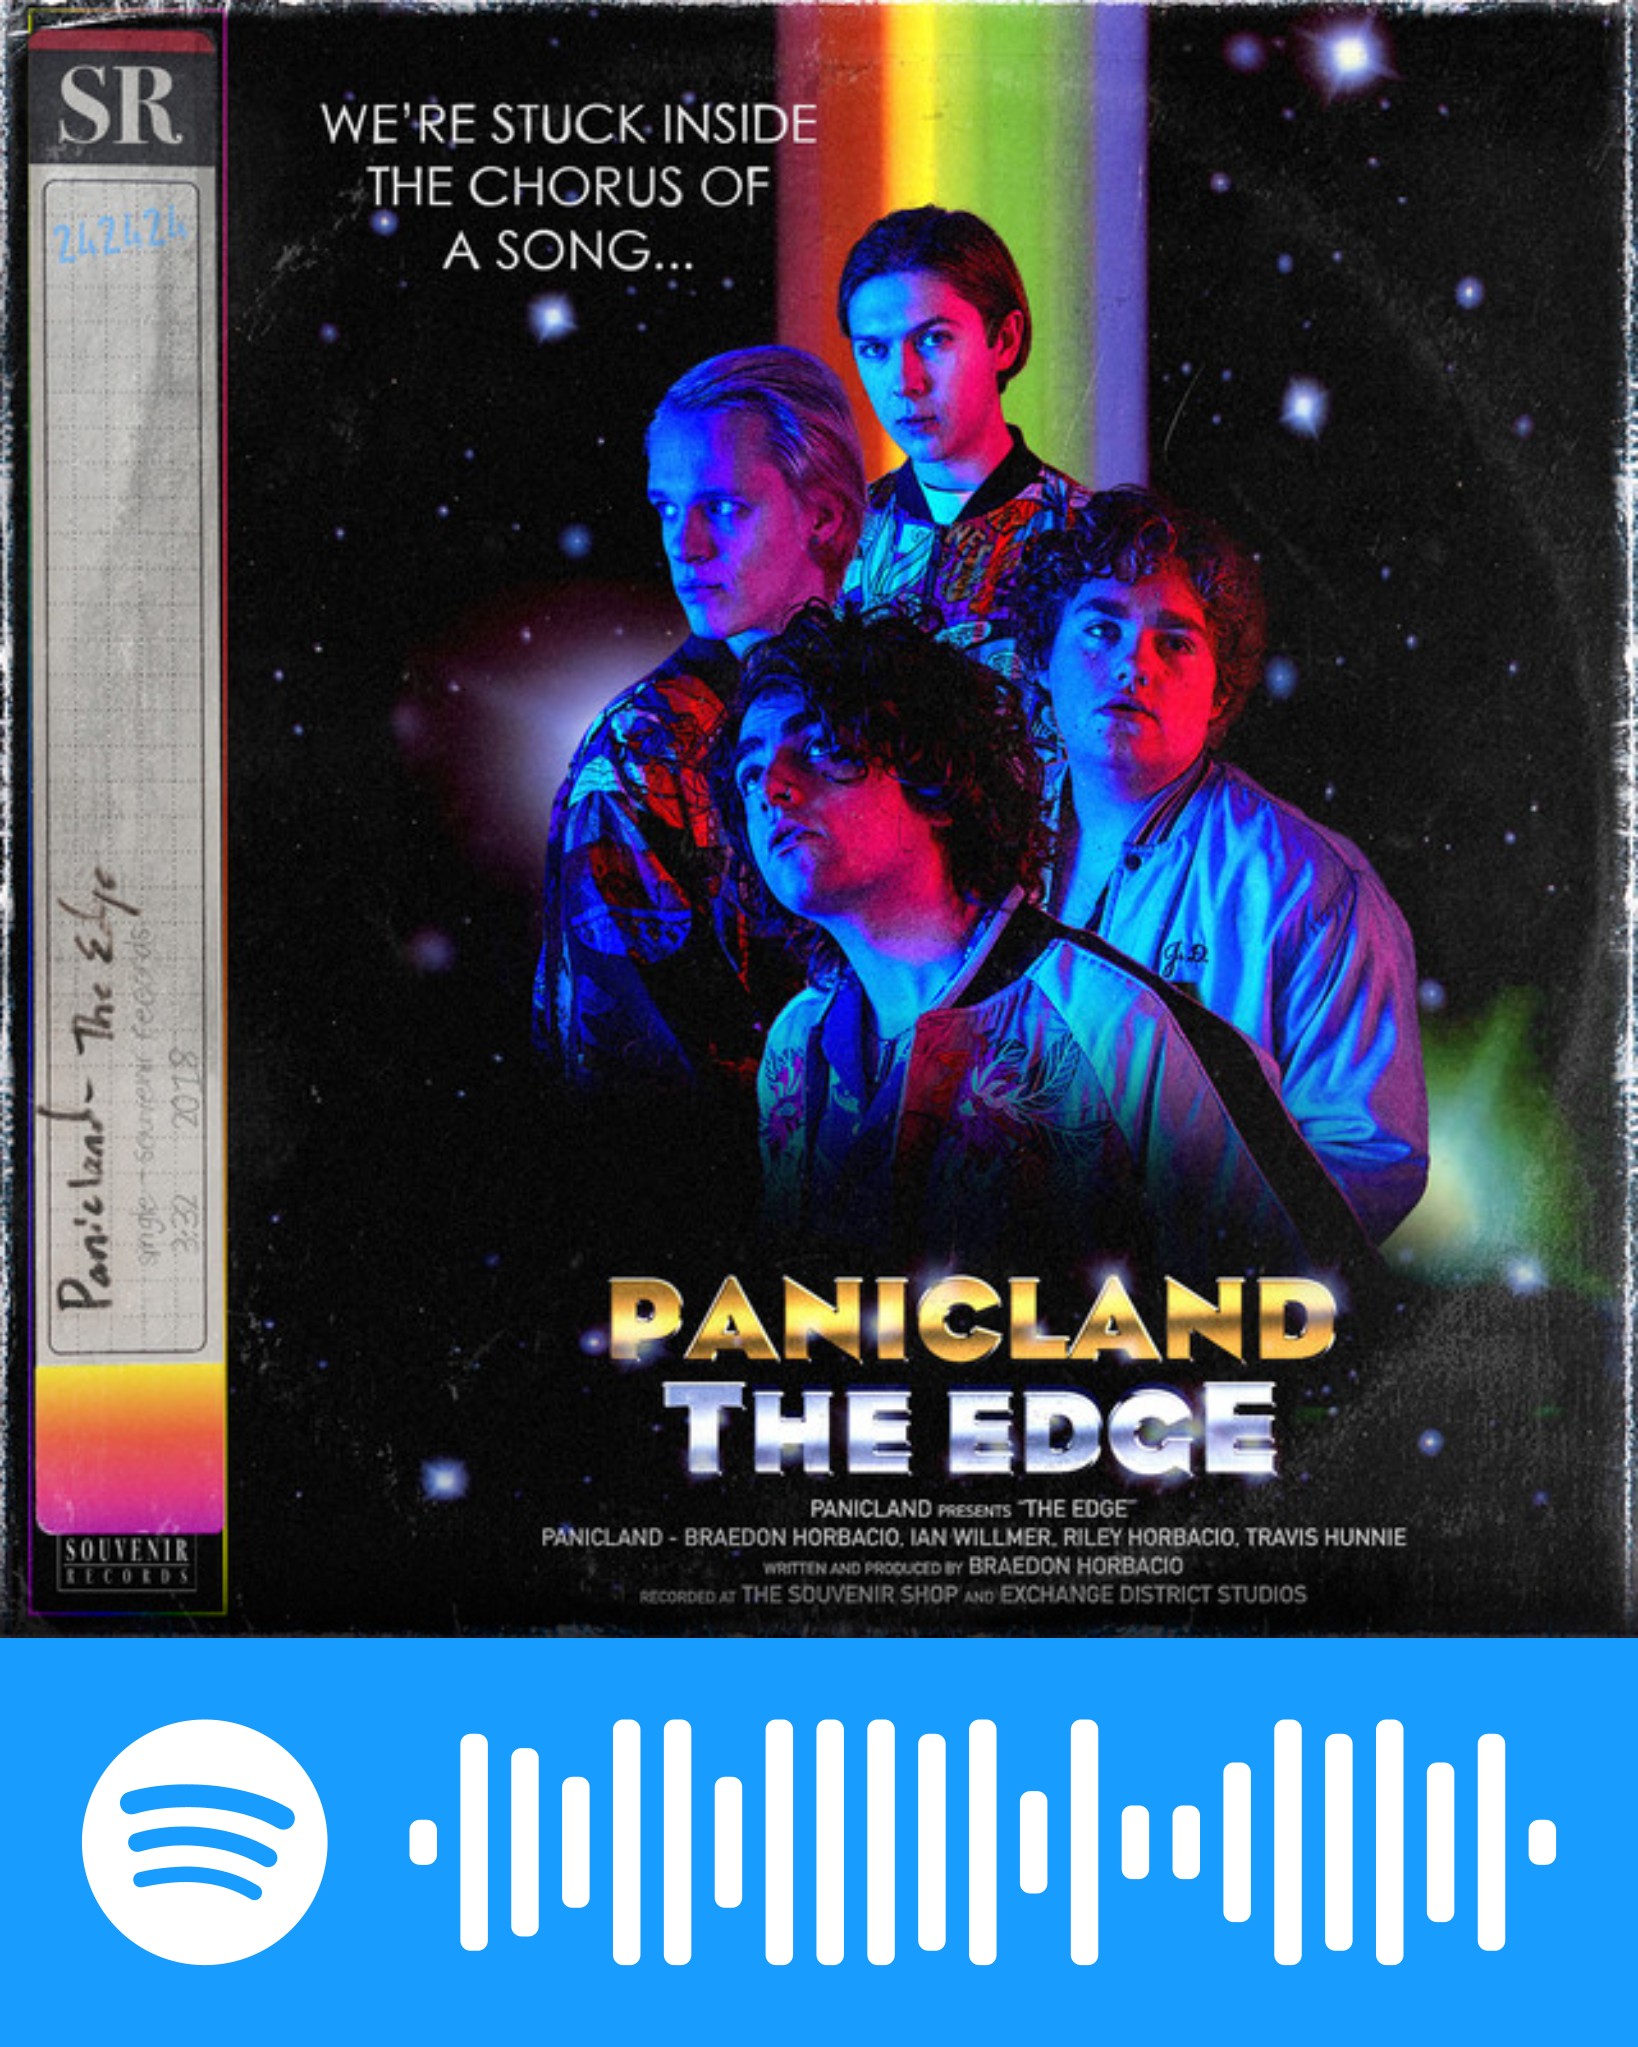 SR
242424
Panicland - The Edge
single - souvenir records
3:32 2018
SOUVENIR
RECORDS
WE'RE STUCK INSIDE
THE CHORUS OF
A SONG...
J.D.
PANICLAND
THE EDGE
PANICLAND PRESENTS "THE EDGE"
PANICLAND - BRAEDON HORBACIO, IAN WILLMER, RILEY HORBACIO, TRAVIS HUNNIE
WRITTEN AND PRODUCED BY BRAEDON HORBACIO
RECORDED AT THE SOUVENIR SHOP AND EXCHANGE DISTRICT STUDIOS